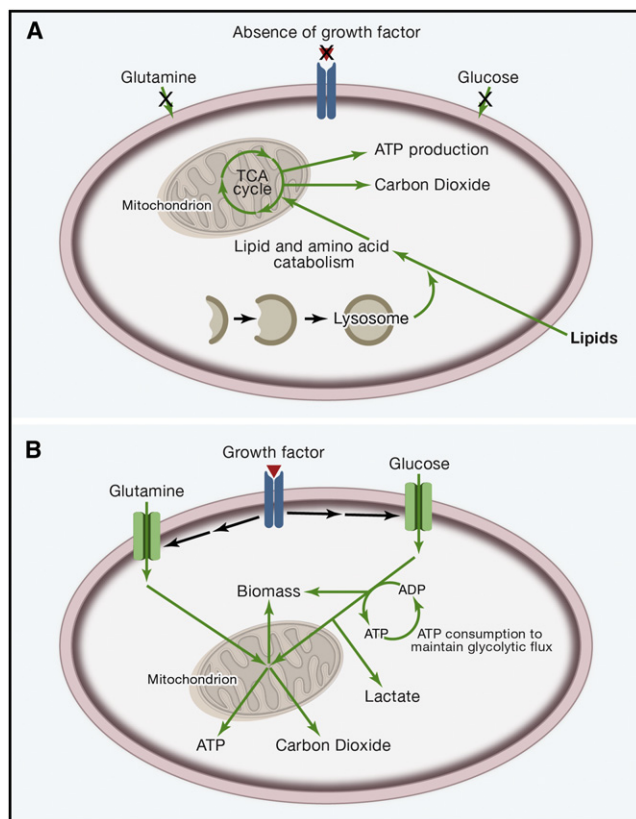 A
Absence of growth factor
Glutamine
Glucose
ATP production
TCA
cycle
Carbon Dioxide
Mitochondrion
Lipid and amino acid
catabolism
Lysosome
Lipids
B
Growth factor
Glucose
Glutamine
Biomass
ADP
ATP
ATP consumption to
maintain glycolytic flux
Mitochondrion
Lactate
ATP
Carbon Dioxide